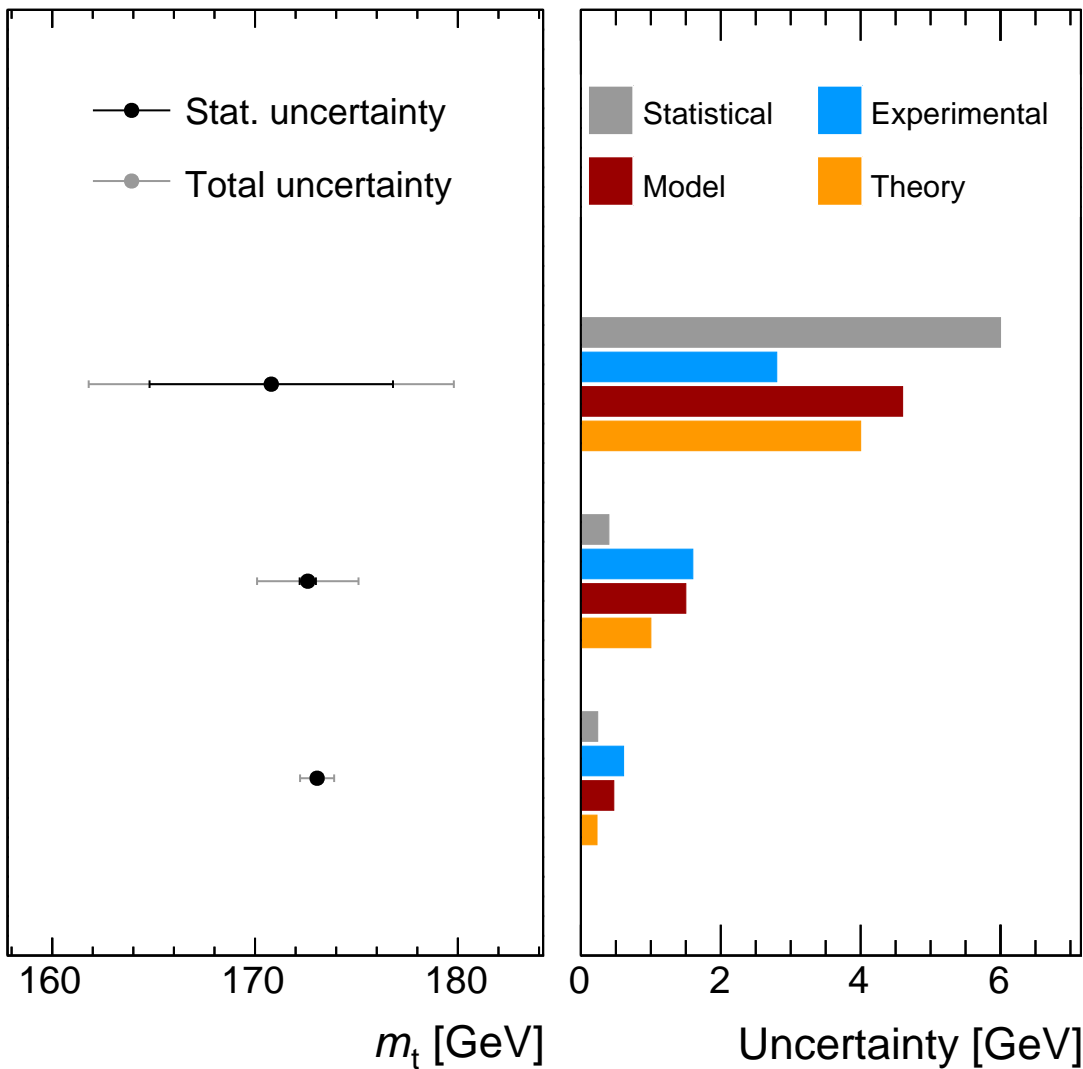 Stat. uncertainty
Total uncertainty
Statistical
Experimental
Model
Theory
160 170 180
0 2 4 6
mt [GeV]
Uncertainty [GeV]